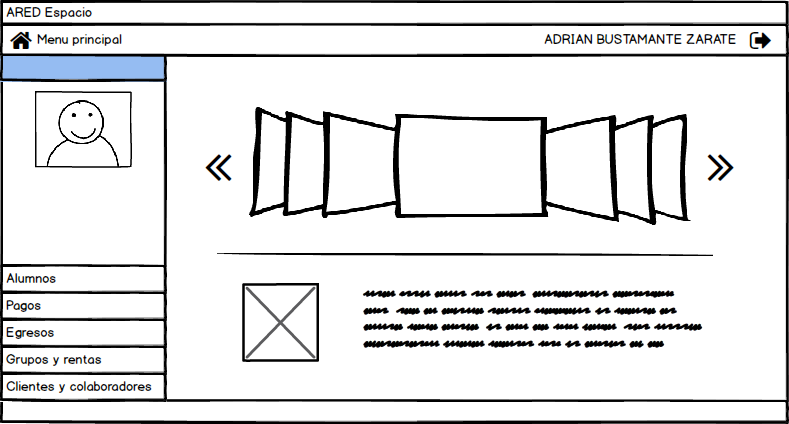 ARED Espacio
Menu principal
ADRIAN BUSTAMANTE ZARATE
Alumnos
Pagos
Egresos
Grupos y rentas
Clientes y colaboradores